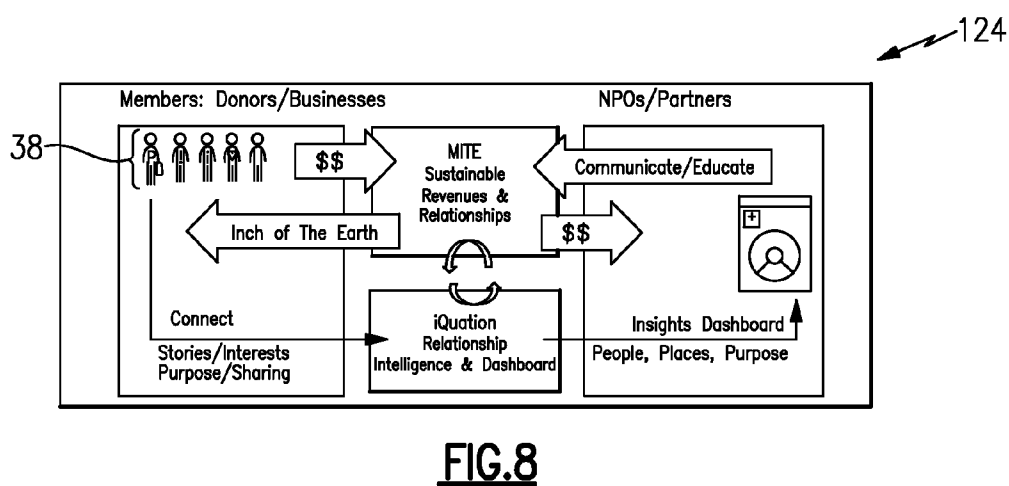 124
Members: Donors/Businesses
NPOs/Partners
38
$$
MITE
Sustainable
Revenues &
Relationships
Communicate/Educate
Inch of The Earth
$$
+
Connect
Stories/Interests
Purpose/Sharing
iQuation
Relationship
Intelligence & Dashboard
Insights Dashboard
People, Places, Purpose
FIG.8